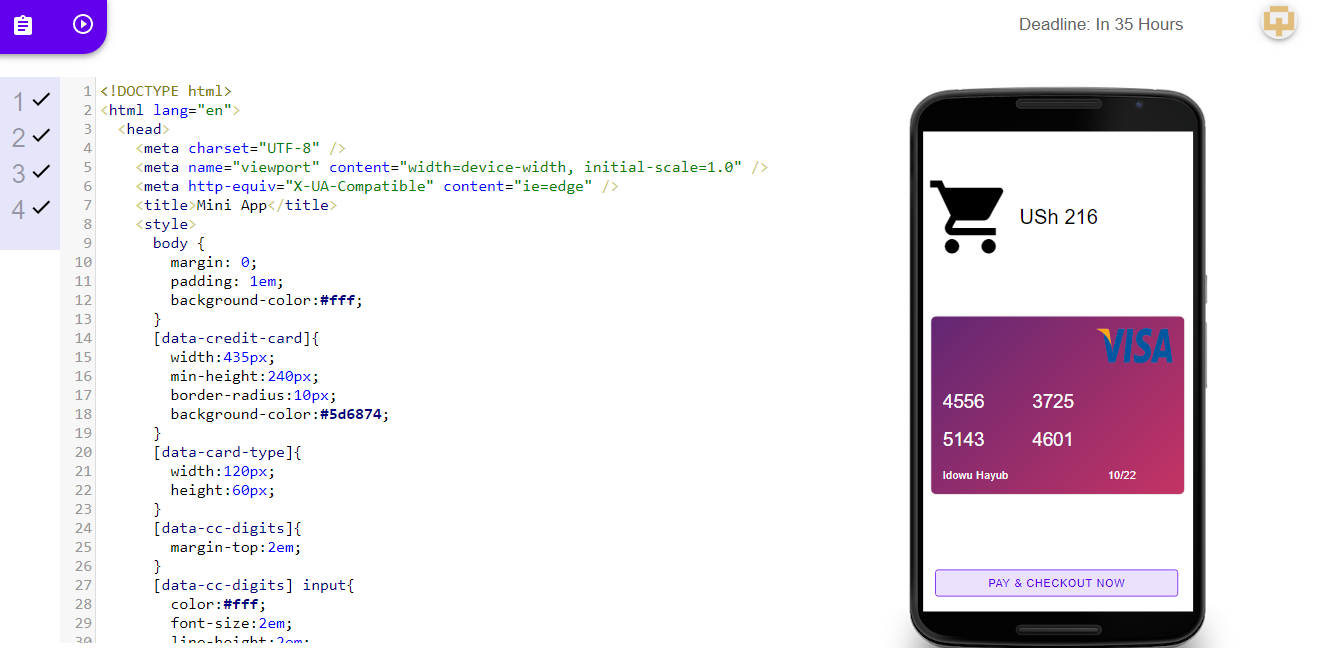 Deadline: In 35 Hours
1
2
3
4
1 <!DOCTYPE html>
2 <html lang="en">
3 <head>
4 <meta charset="UTF-8" />
5 <meta name="viewport" content="width=device-width, initial-scale=1.0" />
6 <meta http-equiv="X-UA-Compatible" content="ie=edge" />
7 <title>Mini App</title>
8 <style>
9 body {
10 margin: 0;
11 padding: 1em;
12 background-color:#fff;
13 }
14 [data-credit-card]{
15 width:435px;
16 min-height:240px;
17 border-radius:10px;
18 background-color:#5d6874;
19 }
20 [data-card-type]{
21 width:120px;
22 height:60px;
23 }
24 [data-cc-digits]{
25 margin-top:2em;
26 }
27 [data-cc-digits] input{
28 color:#fff;
29 font-size:2em;
30 line-height:2em;
USh 216
VISA
4556 3725
5143 4601
Idowu Hayub 10/22
PAY & CHECKOUT NOW